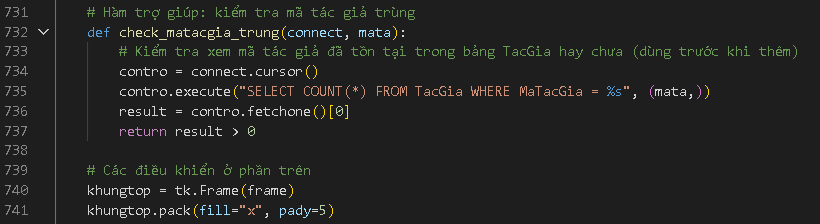 731 # Hàm trợ giúp: kiểm tra mã tác giả trùng
732 def check_matacgia_trung(connect, mata):
733 # Kiểm tra xem mã tác giả đã tồn tại trong bảng TacGia hay chưa (dùng trước khi thêm)
734 contro = connect.cursor()
735 contro.execute("SELECT COUNT(*) FROM TacGia WHERE MaTacGia = %s", (mata,))
736 result = contro.fetchone()[0]
737 return result > 0
738
739 # Các điều khiển ở phần trên
740 khungtop = tk.Frame(frame)
741 khungtop.pack(fill="x", pady=5)